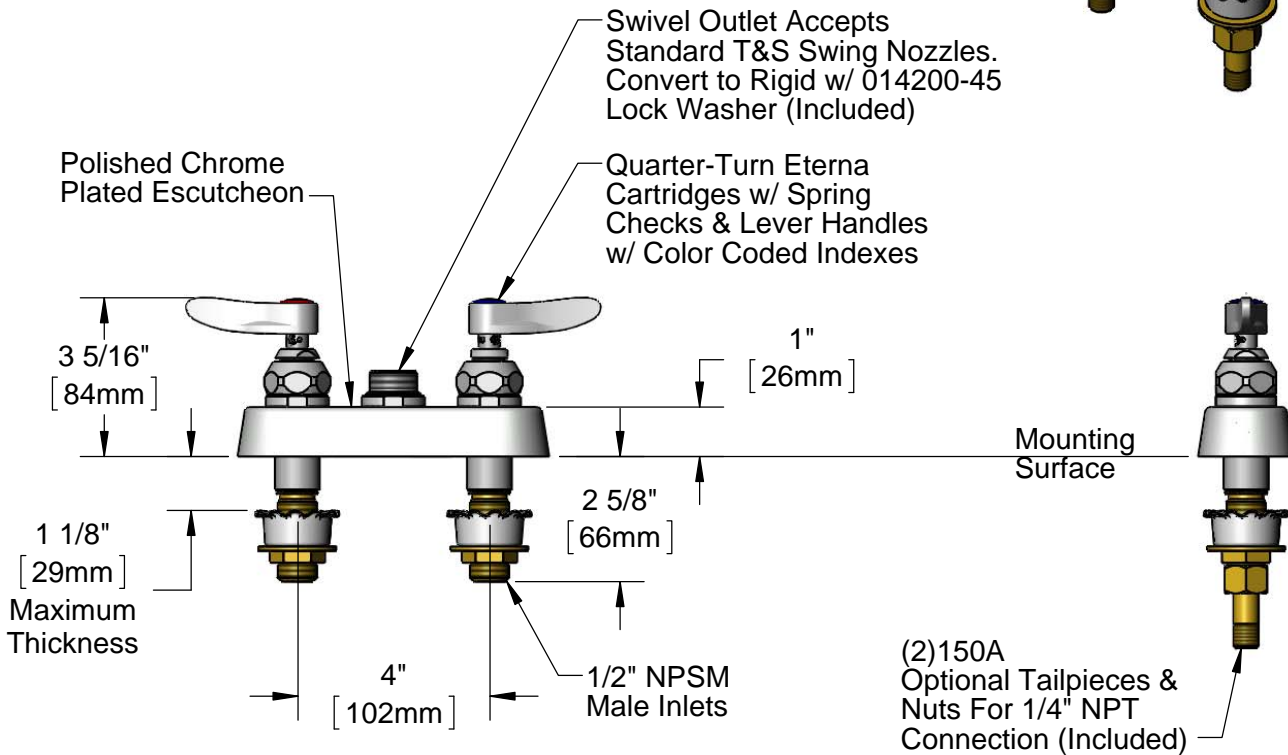 Swivel Outlet Accepts
Standard T&S Swing Nozzles.
Convert to Rigid w/ 014200-45
Lock Washer (Included)
Polished Chrome
Plated Escutcheon
Quarter-Turn Eterna
Cartridges w/ Spring
Checks & Lever Handles
w/ Color Coded Indexes
3 5/16"
[84mm]
1"
[26mm]
Mounting
Surface
2 5/8"
[66mm]
1 1/8"
[29mm]
Maximum
Thickness
4"
[102mm]
1/2" NPSM
Male Inlets
(2)150A
Optional Tailpieces &
Nuts For 1/4" NPT
Connection (Included)